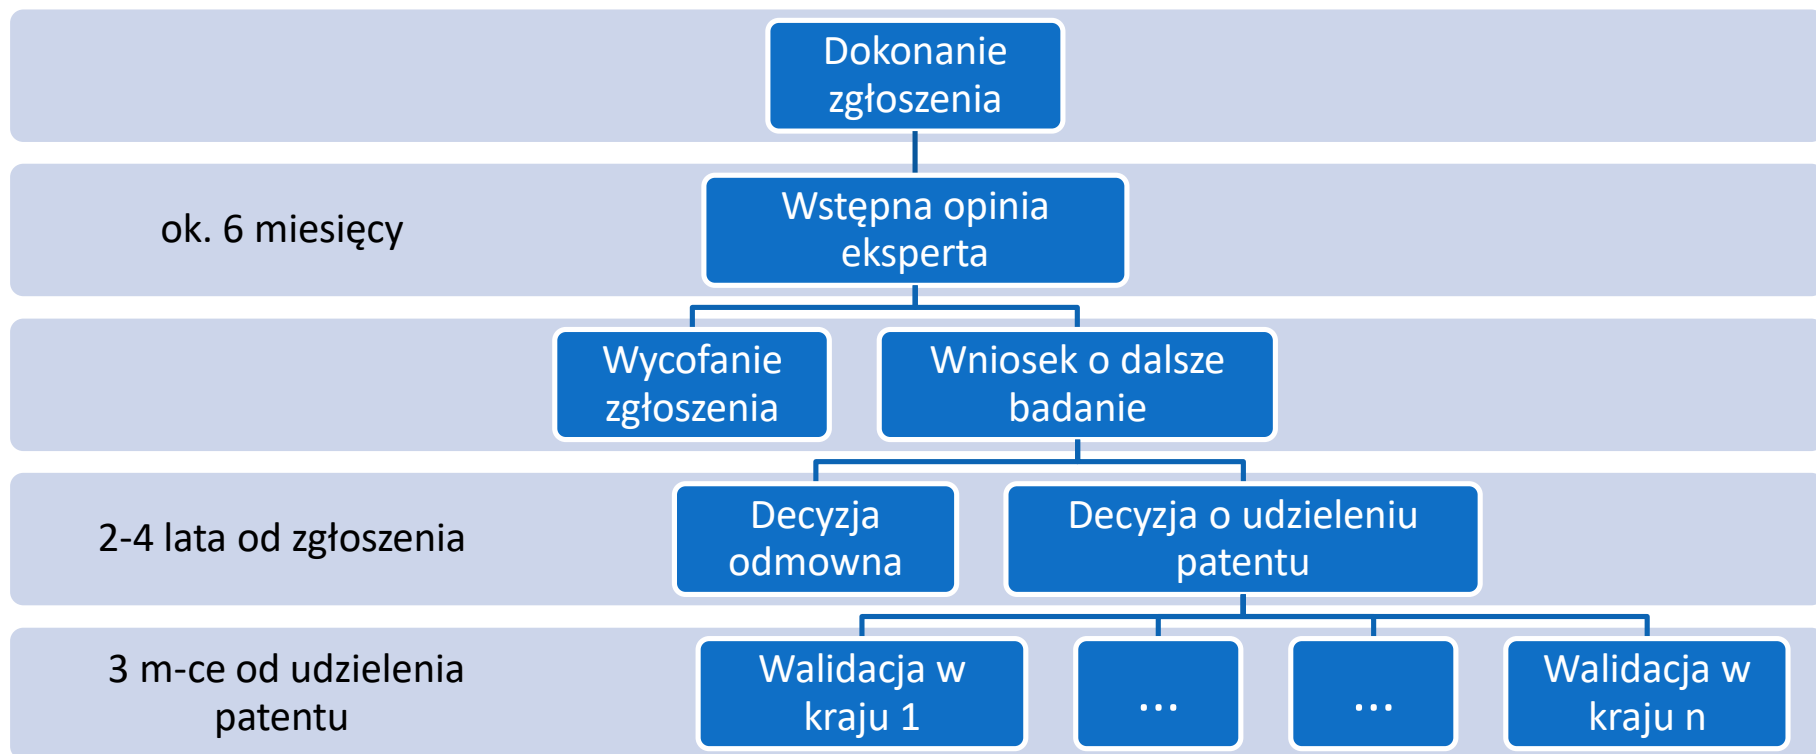 Dokonanie
zgłoszenia
ok. 6 miesięcy
Wstępna opinia
eksperta
Wycofanie
zgłoszenia
Wniosek o dalsze
badanie
2-4 lata od zgłoszenia
Decyzja
odmowna
Decyzja o udzieleniu
patentu
3 m-ce od udzielenia
patentu
Walidacja w
kraju 1
...
...
Walidacja w
kraju n